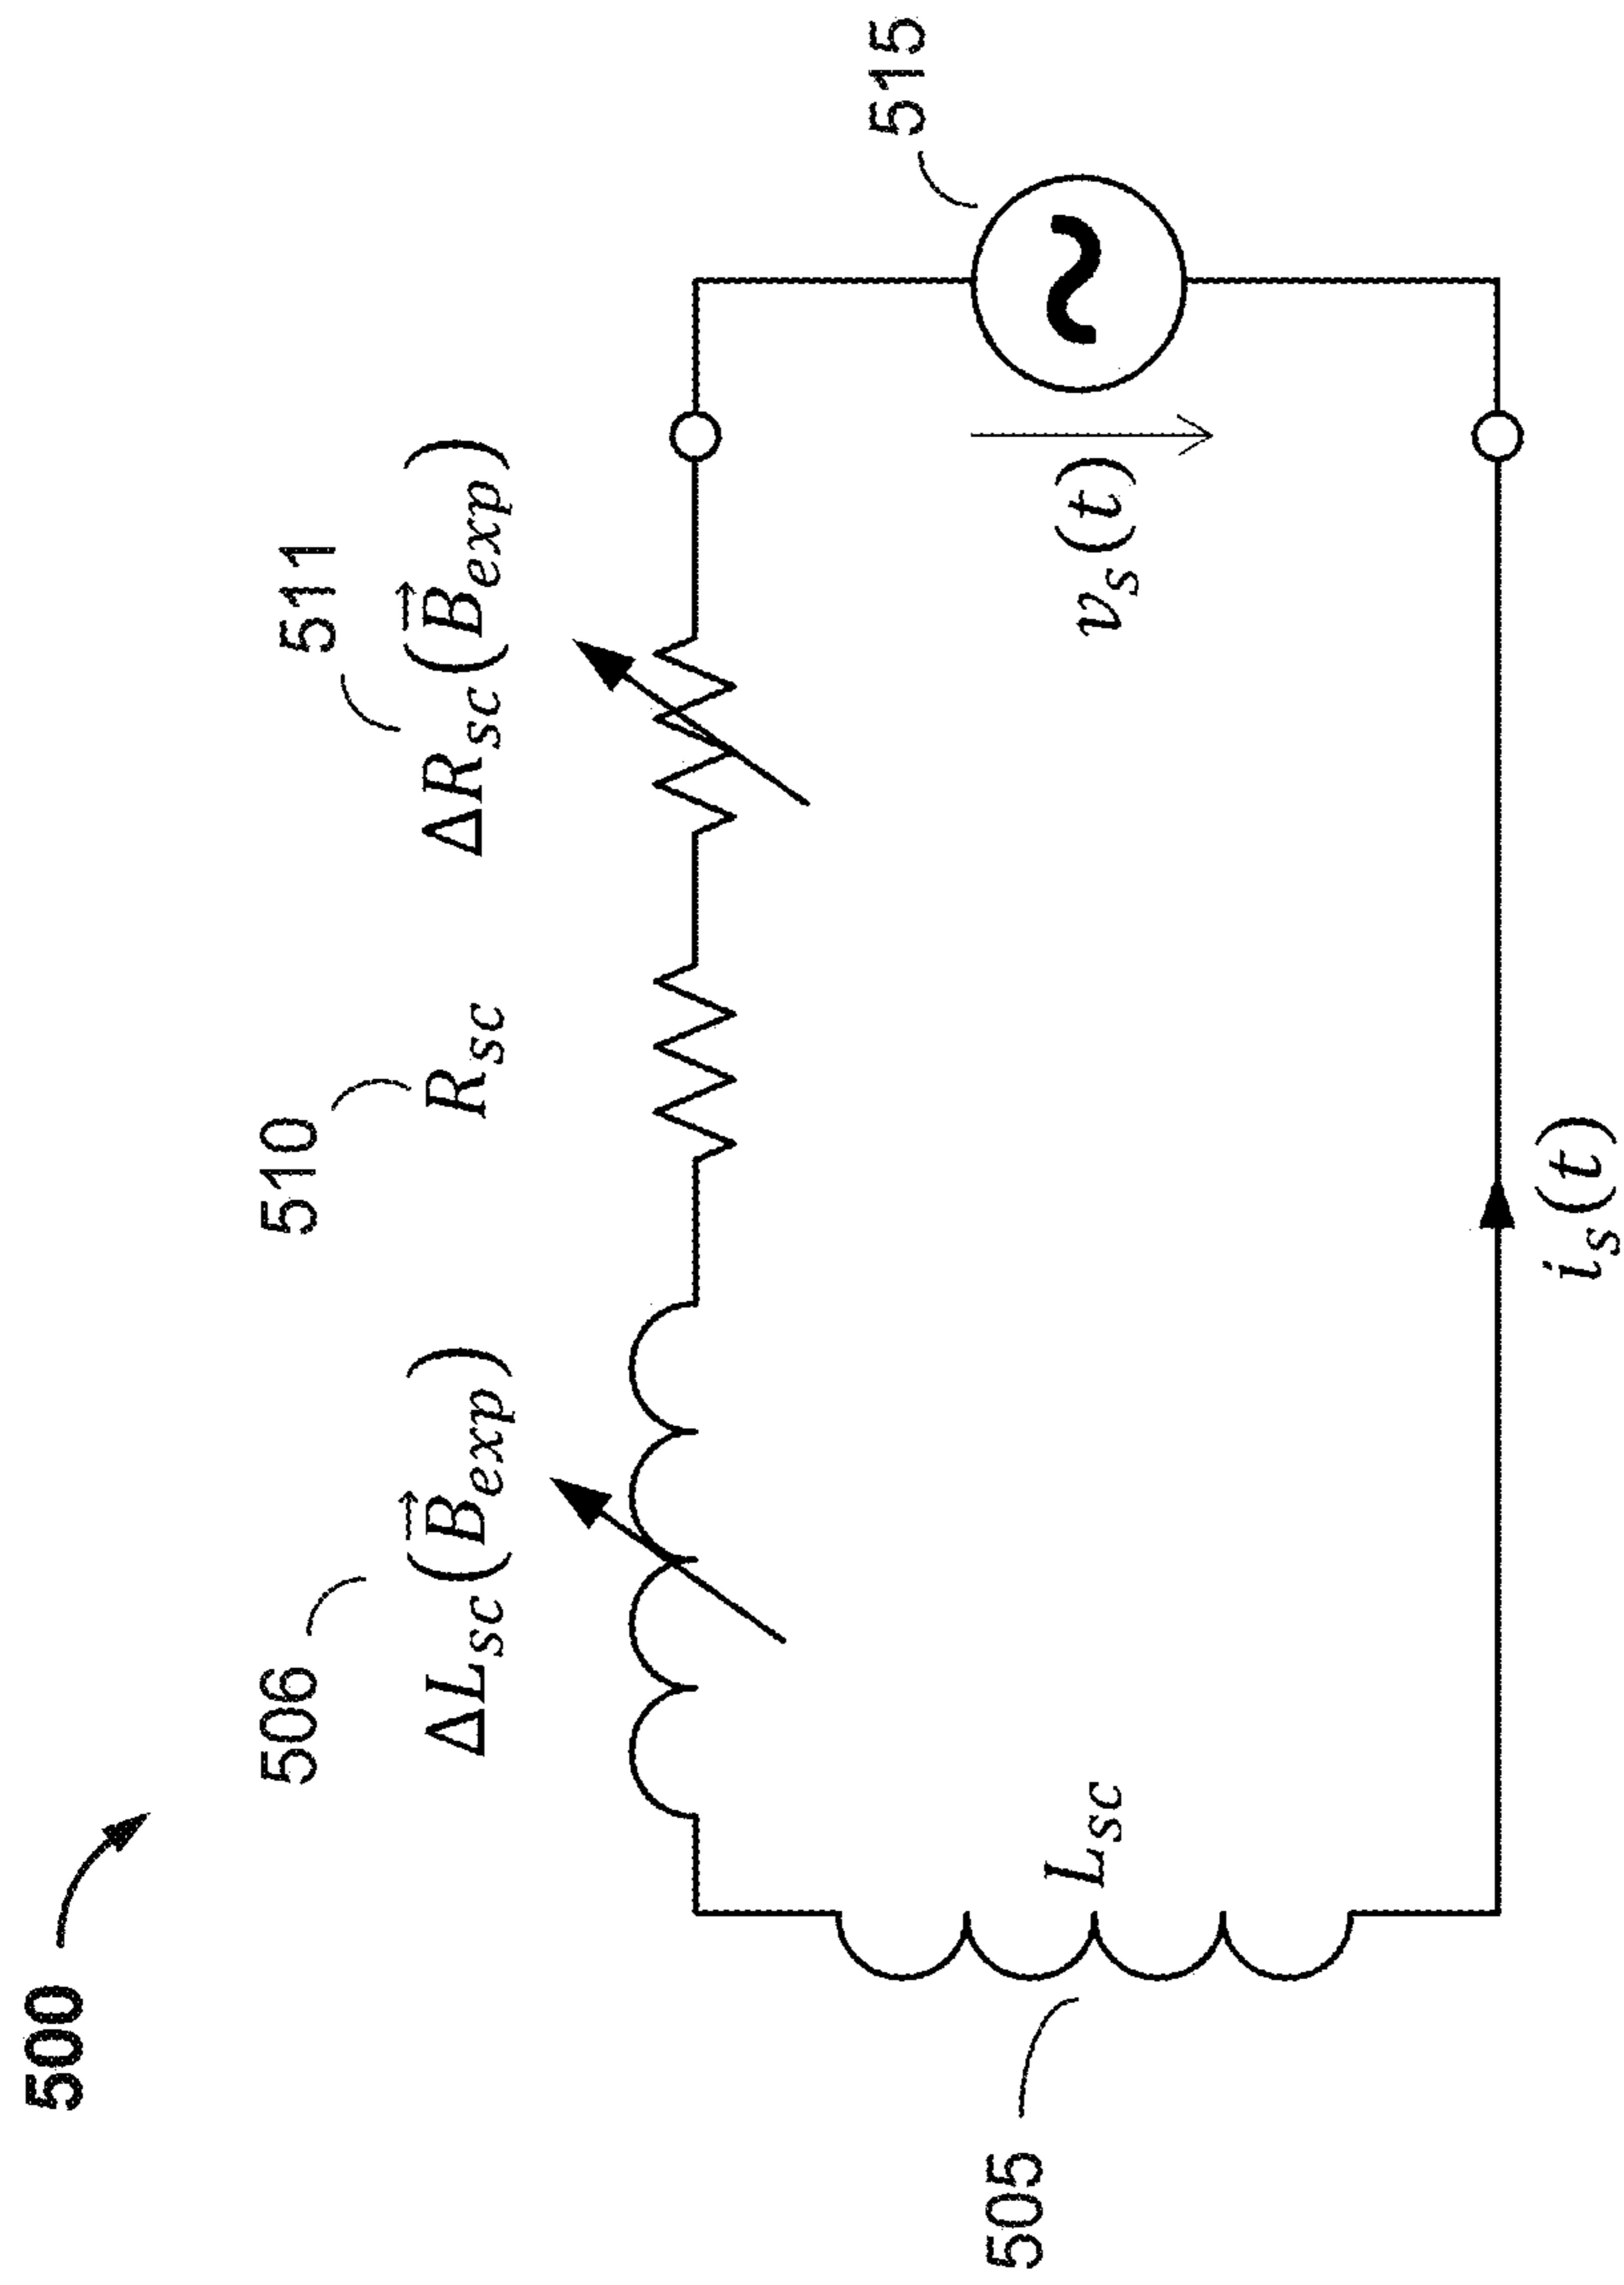 500
506
510
511
ΔL_sc(B⃗_exp)
R_sc
ΔR_sc(B⃗_exp)
515
505
L_sc
v_s(t)
i_s(t)